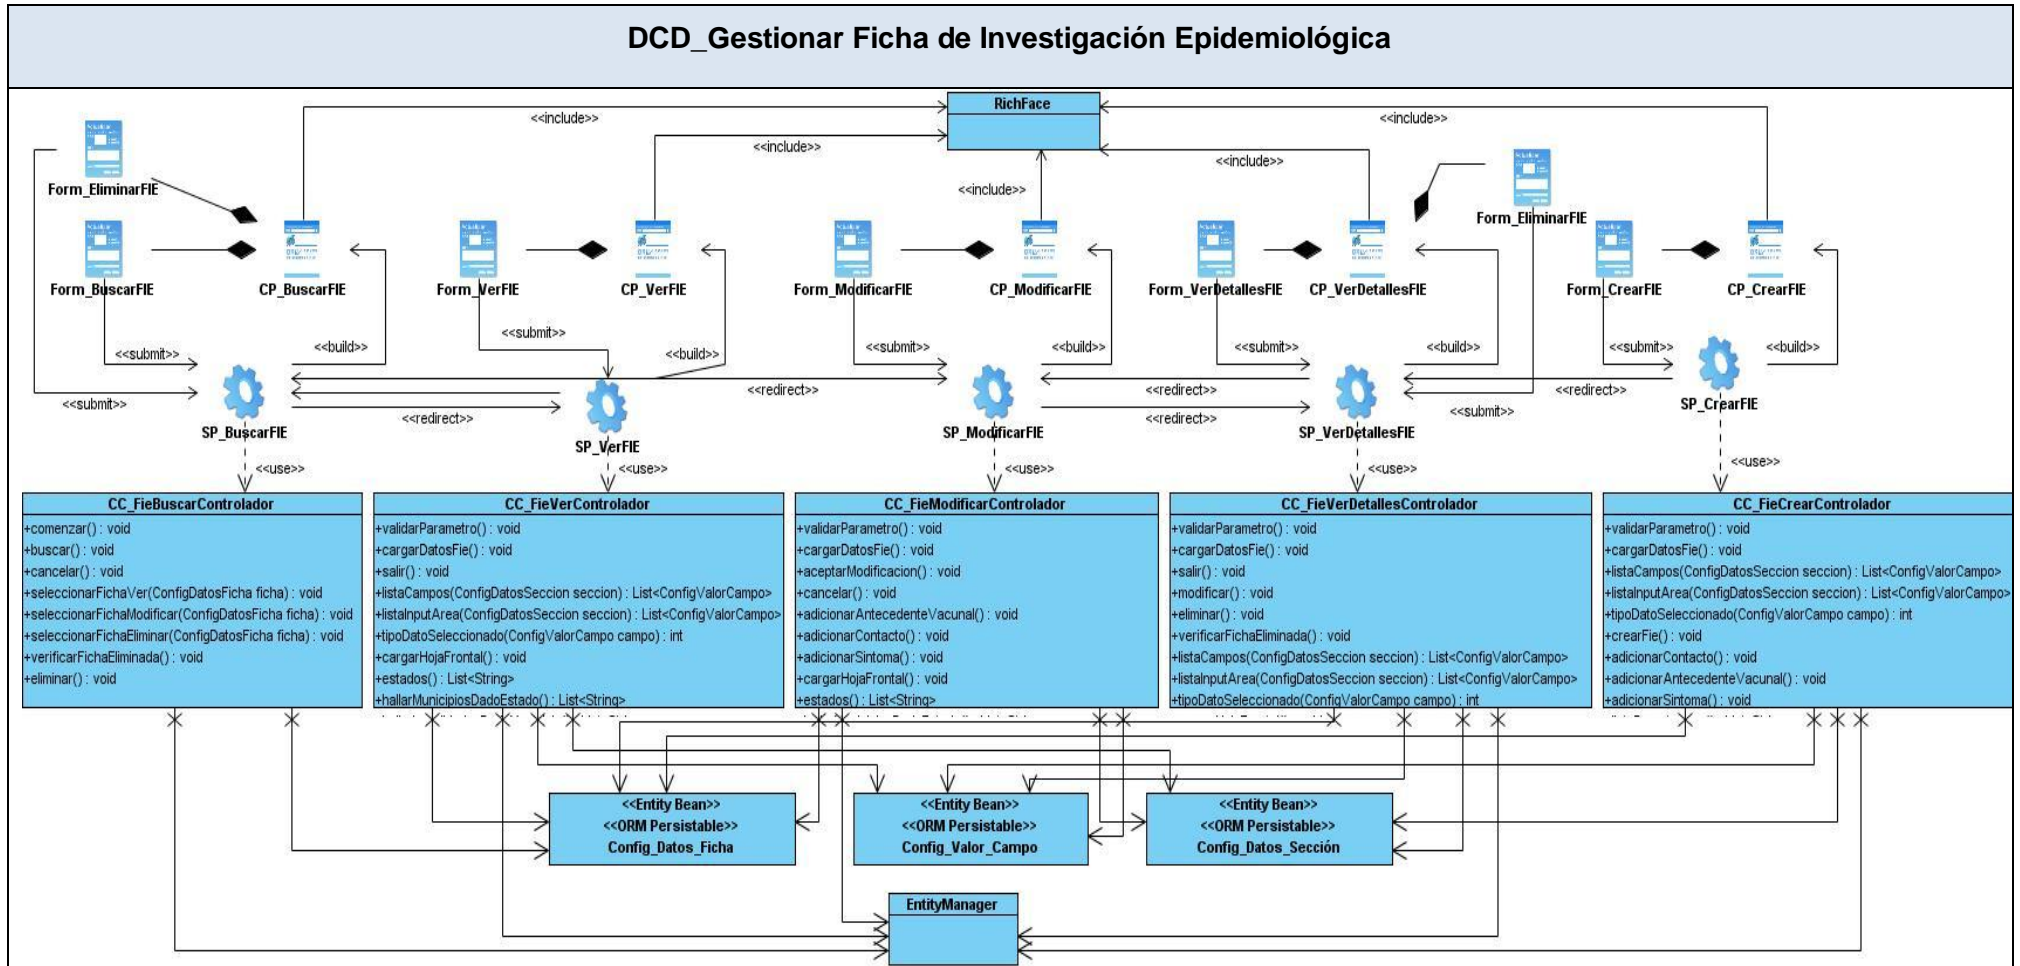 DCD_Gestionar Ficha de Investigación Epidemiológica
RichFace
<<include>>
<<include>>
<<include>>
<<include>>
<<include>>
Form_EliminarFIE
Form_EliminarFIE
Form_BuscarFIE
CP_BuscarFIE
Form_VerFIE
CP_VerFIE
Form_ModificarFIE
CP_ModificarFIE
Form_VerDetallesFIE
CP_VerDetallesFIE
Form_CrearFIE
CP_CrearFIE
<<submit>>
<<submit>>
<<build>>
<<submit>>
<<build>>
<<submit>>
<<build>>
<<submit>>
<<build>>
<<submit>>
<<build>>
<<redirect>>
<<redirect>>
<<redirect>>
<<submit>>
<<redirect>>
<<redirect>>
<<submit>>
SP_BuscarFIE
SP_VerFIE
SP_ModificarFIE
SP_VerDetallesFIE
SP_CrearFIE
<<use>>
<<use>>
<<use>>
<<use>>
<<use>>
CC_FieBuscarControlador
+comenzar() : void
+buscar() : void
+cancelar() : void
+seleccionarFichaVer(ConfigDatosFicha ficha) : void
+seleccionarFichaModificar(ConfigDatosFicha ficha) : void
+seleccionarFichaEliminar(ConfigDatosFicha ficha) : void
+verificarFichaEliminada() : void
+eliminar() : void
CC_FieVerControlador
+validarParametro() : void
+cargarDatosFie() : void
+salir() : void
+listaCampos(ConfigDatosSeccion seccion) : List<ConfigValorCampo>
+listaInputArea(ConfigDatosSeccion seccion) : List<ConfigValorCampo>
+tipoDatoSeleccionado(ConfigValorCampo campo) : int
+cargarHojaFrontal() : void
+estados() : List<String>
+hallarMunicipiosDadoEstado() : List<String>
CC_FieModificarControlador
+validarParametro() : void
+cargarDatosFie() : void
+aceptarModificacion() : void
+cancelar() : void
+adicionarAntecedenteVacunal() : void
+adicionarContacto() : void
+adicionarSintoma() : void
+cargarHojaFrontal() : void
+estados() : List<String>
CC_FieVerDetallesControlador
+validarParametro() : void
+cargarDatosFie() : void
+salir() : void
+modificar() : void
+eliminar() : void
+verificarFichaEliminada() : void
+listaCampos(ConfigDatosSeccion seccion) : List<ConfigValorCampo>
+listaInputArea(ConfigDatosSeccion seccion) : List<ConfigValorCampo>
+tipoDatoSeleccionado(ConfigValorCampo campo) : int
CC_FieCrearControlador
+validarParametro() : void
+cargarDatosFie() : void
+listaCampos(ConfigDatosSeccion seccion) : List<ConfigValorCampo>
+listaInputArea(ConfigDatosSeccion seccion) : List<ConfigValorCampo>
+tipoDatoSeleccionado(ConfigValorCampo campo) : int
+crearFie() : void
+adicionarContacto() : void
+adicionarAntecedenteVacunal() : void
+adicionarSintoma() : void
<<Entity Bean>>
<<ORM Persistable>>
Config_Datos_Ficha
<<Entity Bean>>
<<ORM Persistable>>
Config_Valor_Campo
<<Entity Bean>>
<<ORM Persistable>>
Config_Datos_Sección
EntityManager